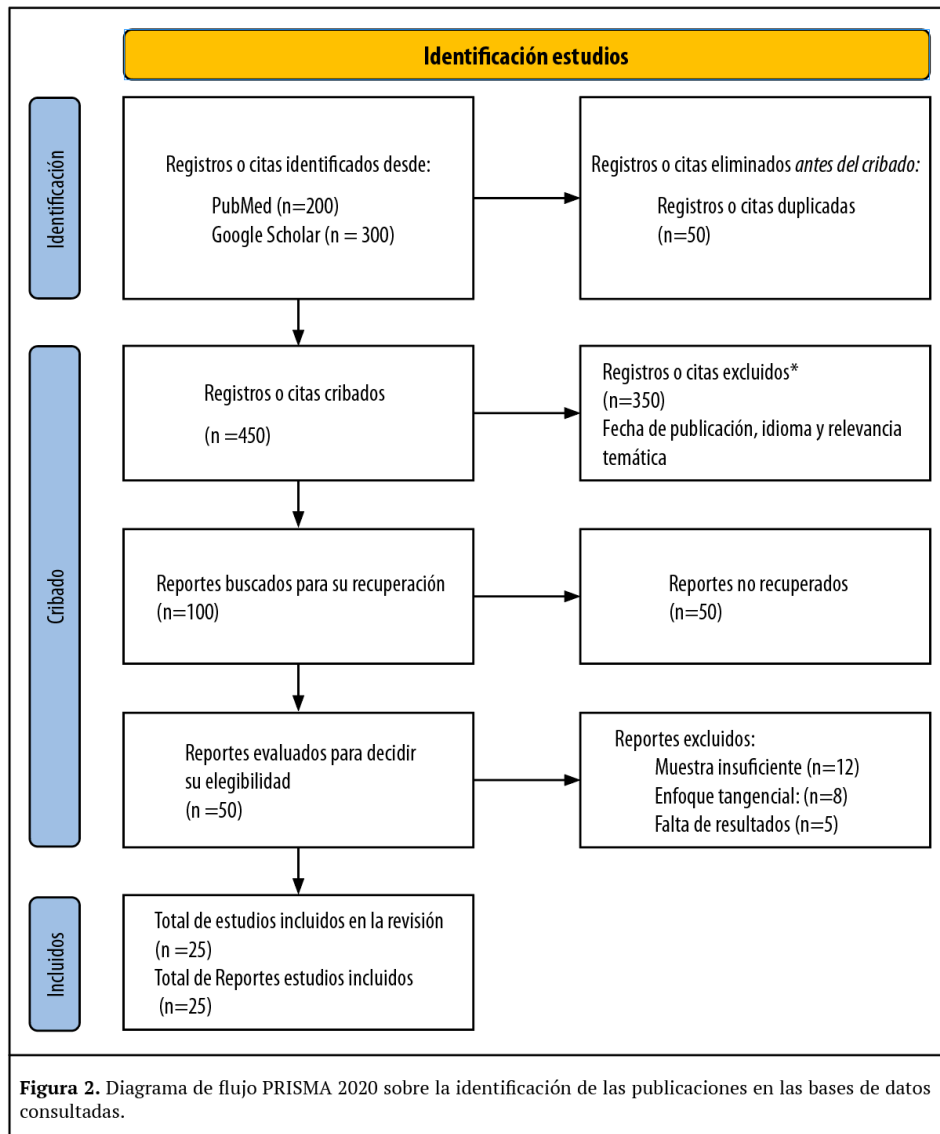 Identificación estudios
Identificación
Registros o citas identificados desde:
PubMed (n=200)
Google Scholar (n = 300)
Registros o citas eliminados antes del cribado:
Registros o citas duplicadas
(n=50)
Cribado
Registros o citas cribados
(n =450)
Registros o citas excluidos*
(n=350)
Fecha de publicación, idioma y relevancia
temática
Reportes buscados para su recuperación
(n=100)
Reportes no recuperados
(n=50)
Reportes evaluados para decidir
su elegibilidad
(n =50)
Reportes excluidos:
Muestra insuficiente (n=12)
Enfoque tangencial: (n=8)
Falta de resultados (n=5)
Incluidos
Total de estudios incluidos en la revisión
(n =25)
Total de Reportes estudios incluidos
(n=25)
Figura 2. Diagrama de flujo PRISMA 2020 sobre la identificación de las publicaciones en las bases de datos
consultadas.